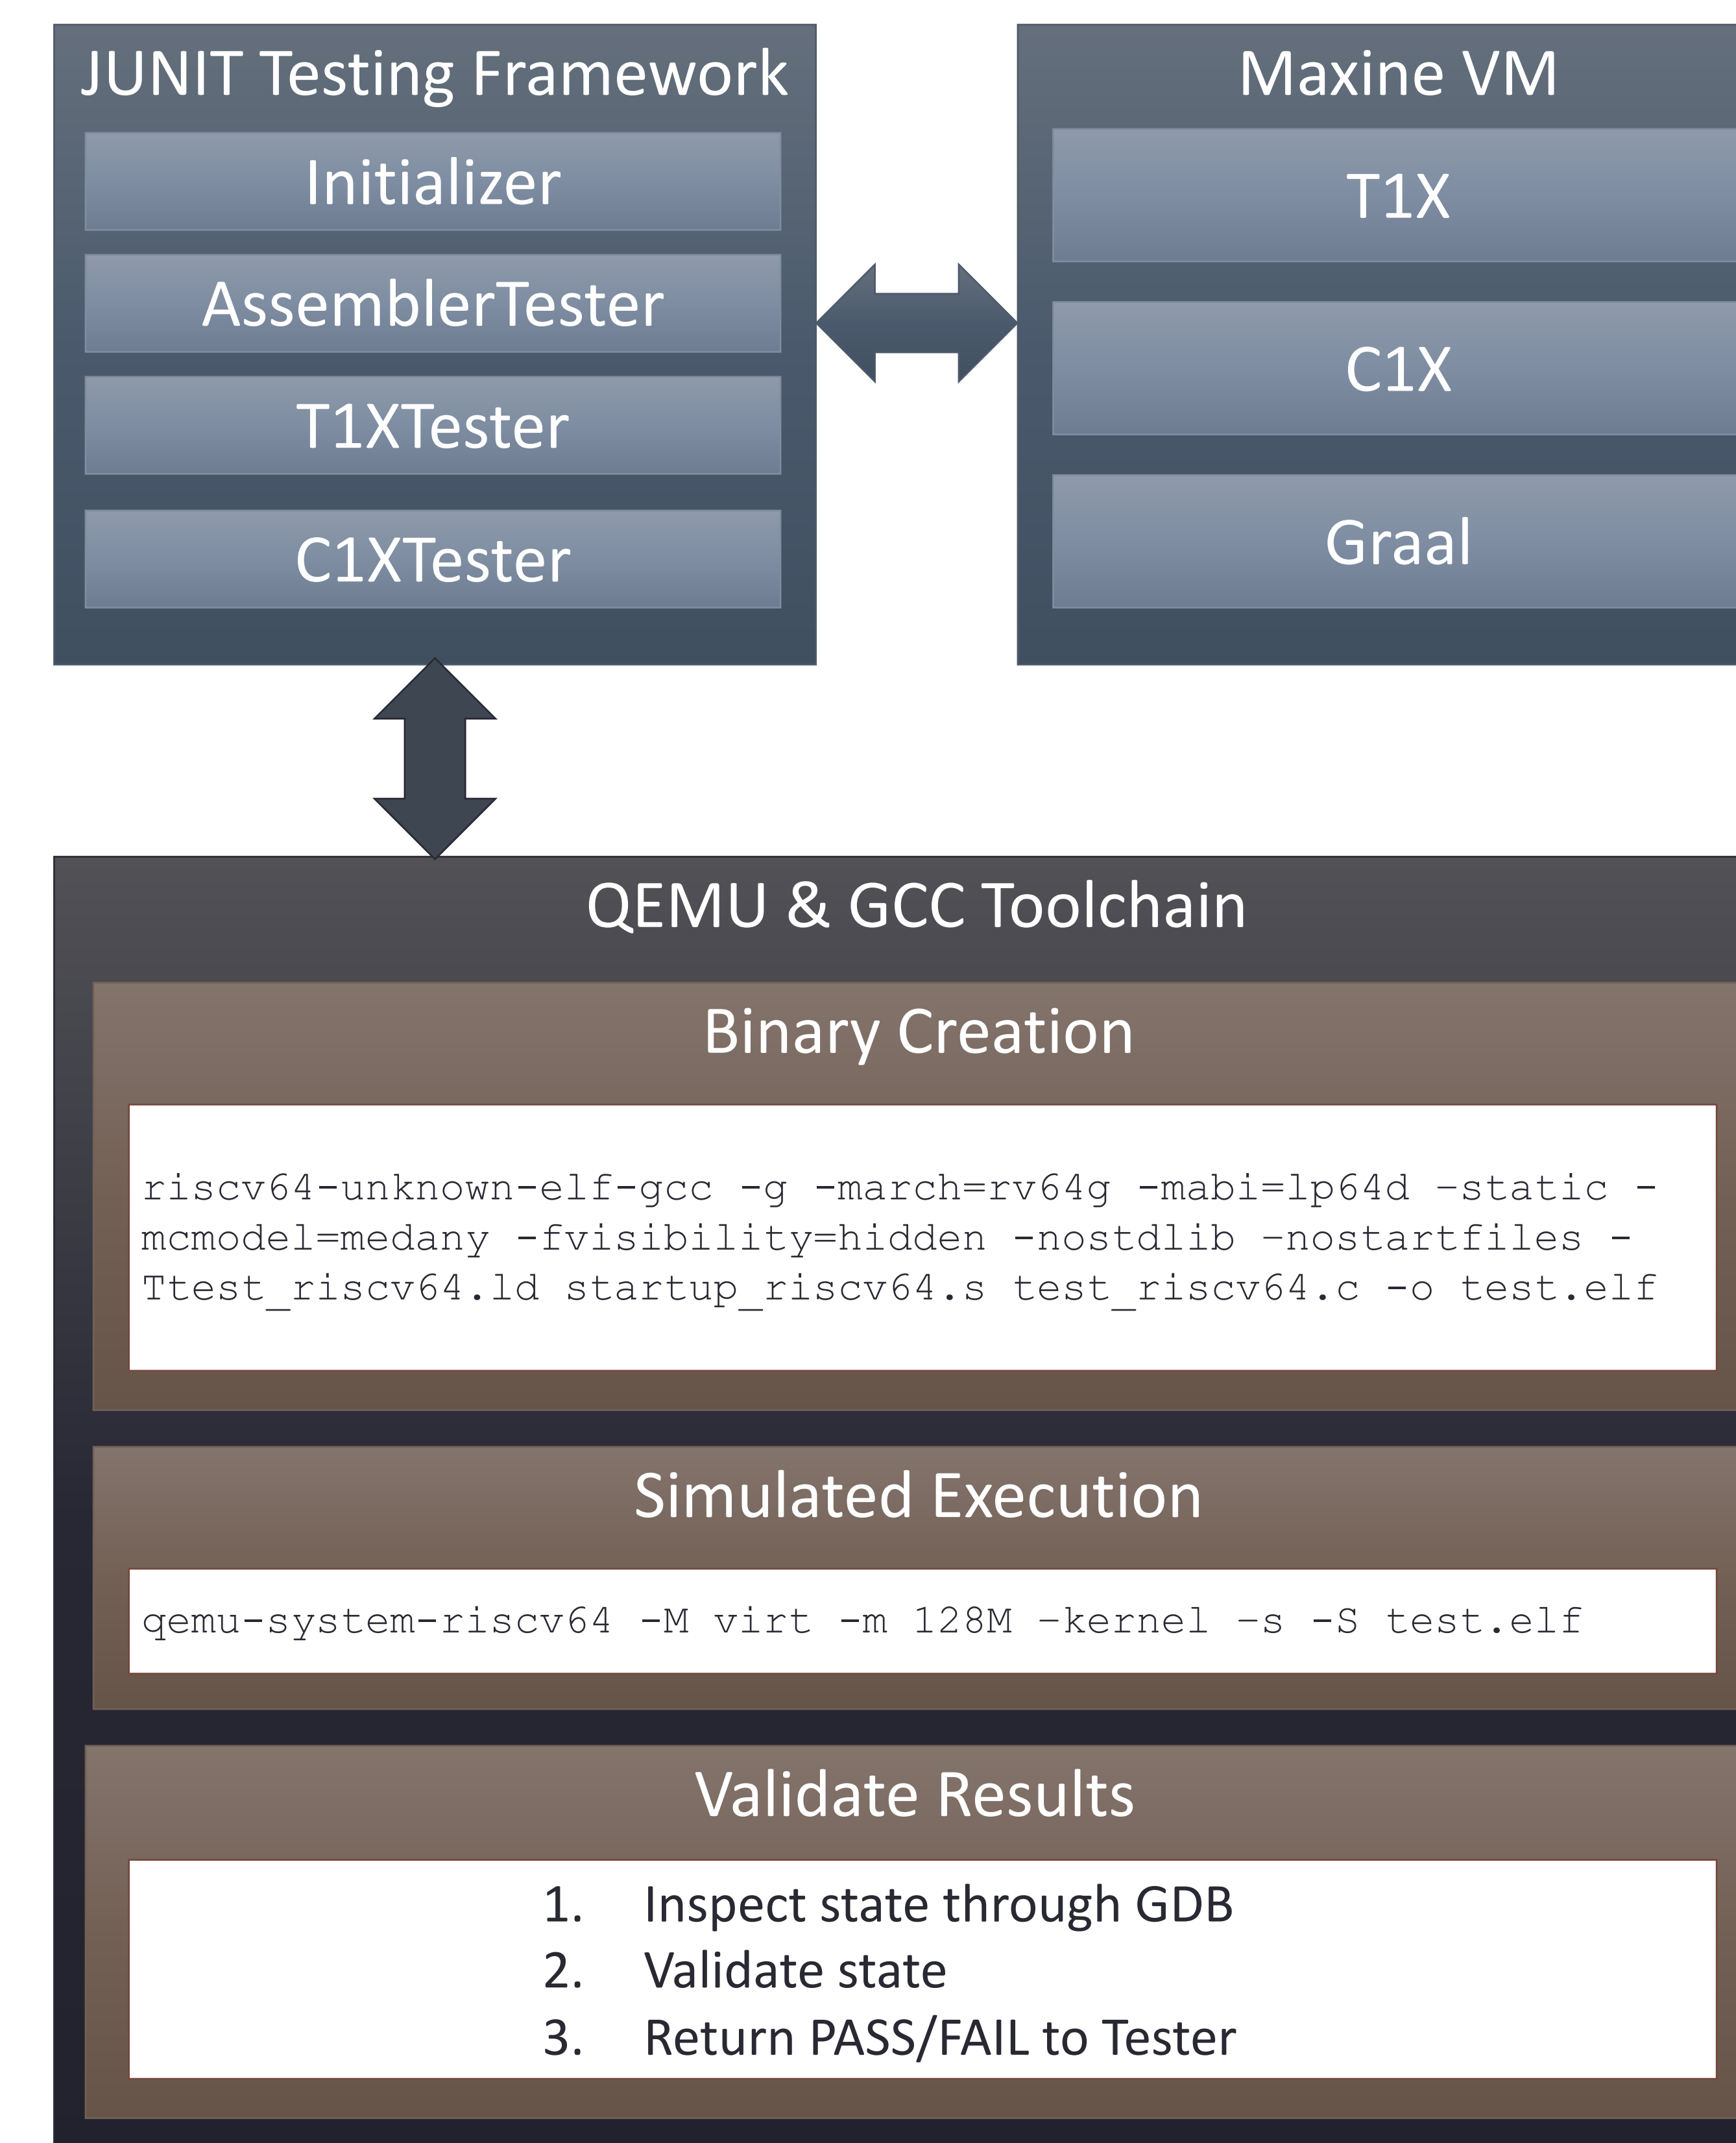 JUNIT Testing Framework
Initializer
AssemblerTester
T1XTester
C1XTester
Maxine VM
T1X
C1X
Graal
QEMU & GCC Toolchain
Binary Creation
riscv64-unknown-elf-gcc -g -march=rv64g -mabi=lp64d –static -
mcmodel=medany -fvisibility=hidden -nostdlib –nostartfiles -
Ttest_riscv64.ld startup_riscv64.s test_riscv64.c -o test.elf
Simulated Execution
qemu-system-riscv64 -M virt -m 128M –kernel –s -S test.elf
Validate Results
1. Inspect state through GDB
2. Validate state
3. Return PASS/FAIL to Tester